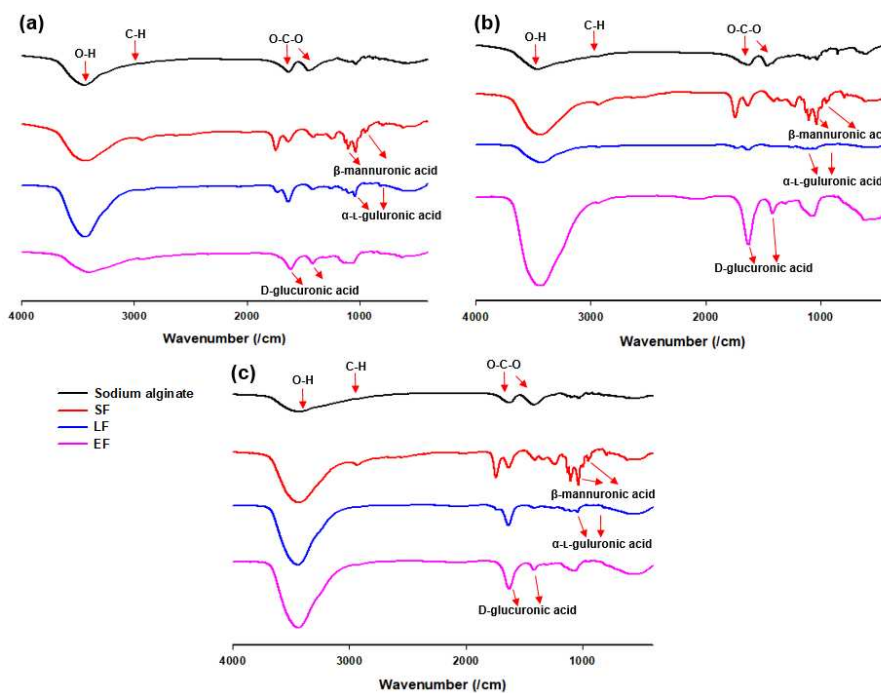 (a)
O-H
C-H
O-C-O
β-mannuronic acid
α-ʟ-guluronic acid
D-glucuronic acid
4000 3000 2000 1000
Wavenumber (/cm)
(b)
O-H
C-H
O-C-O
β-mannuronic acid
α-ʟ-guluronic acid
D-glucuronic acid
4000 3000 2000 1000
Wavenumber (/cm)
Sodium alginate
SF
LF
EF
(c)
O-H
C-H
O-C-O
β-mannuronic acid
α-ʟ-guluronic acid
D-glucuronic acid
4000 3000 2000 1000
Wavenumber (/cm)